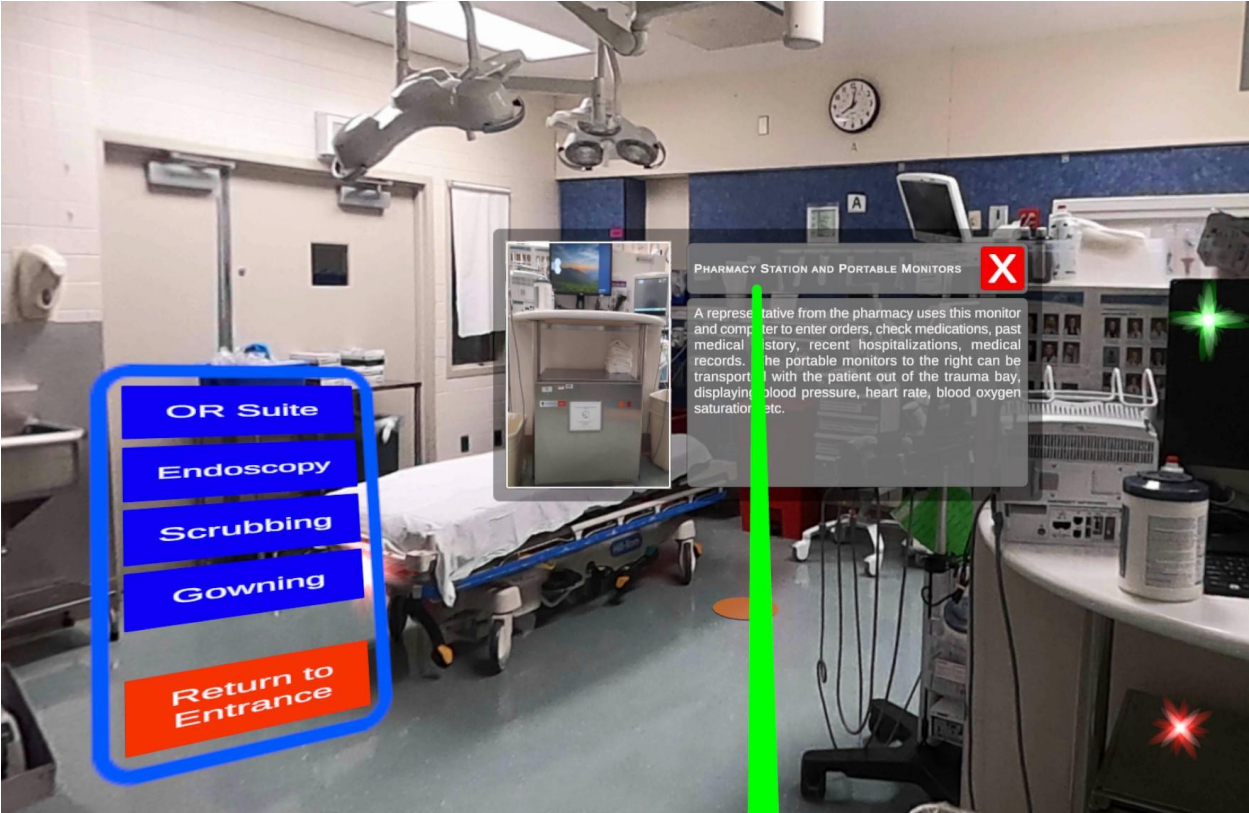 A
A
PHARMACY STATION AND PORTABLE MONITORS
X
A representative from the pharmacy uses this monitor
and computer to enter orders, check medications, past
medical history, recent hospitalizations, medical
records. The portable monitors to the right can be
transported with the patient out of the trauma bay,
displaying blood pressure, heart rate, blood oxygen
saturation, etc.
OR Suite
Endoscopy
Scrubbing
Gowning
Return to
Entrance
Hill-Rom